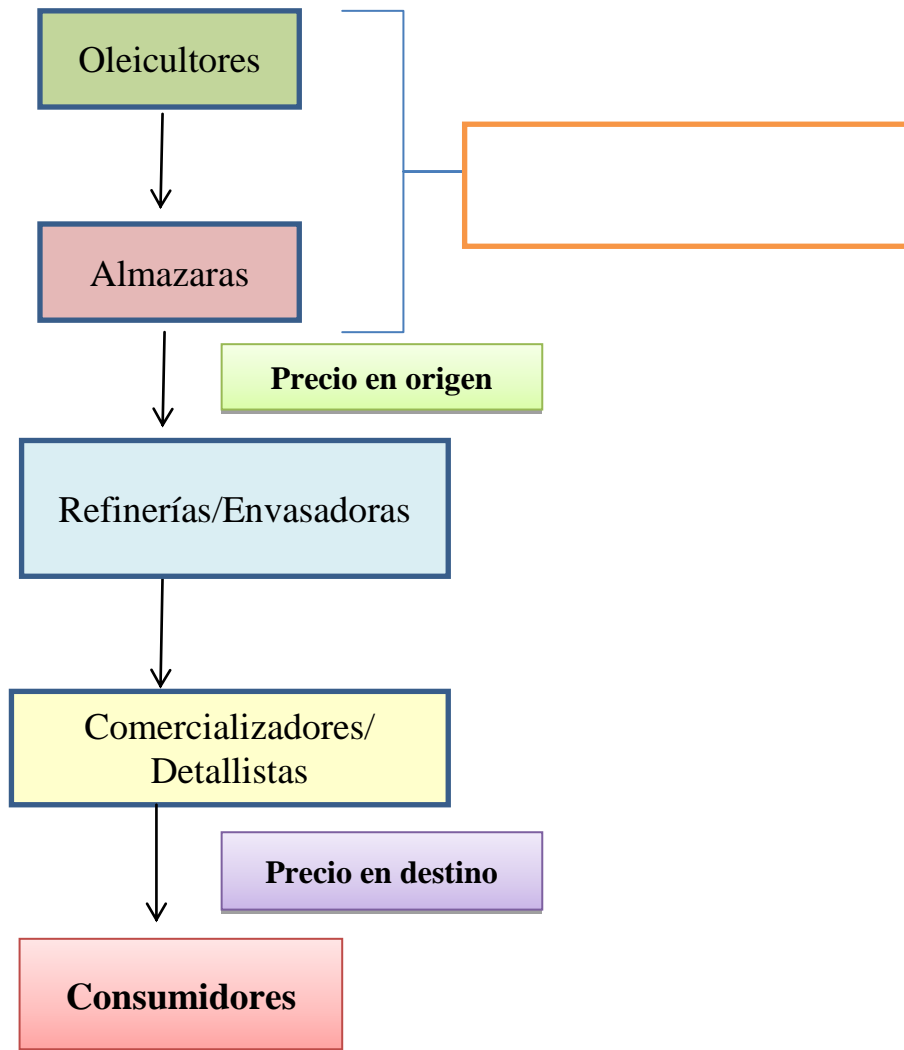 Oleicultores
Almazaras
Precio en origen
Refinerías/Envasadoras
Comercializadores/
Detallistas
Precio en destino
Consumidores